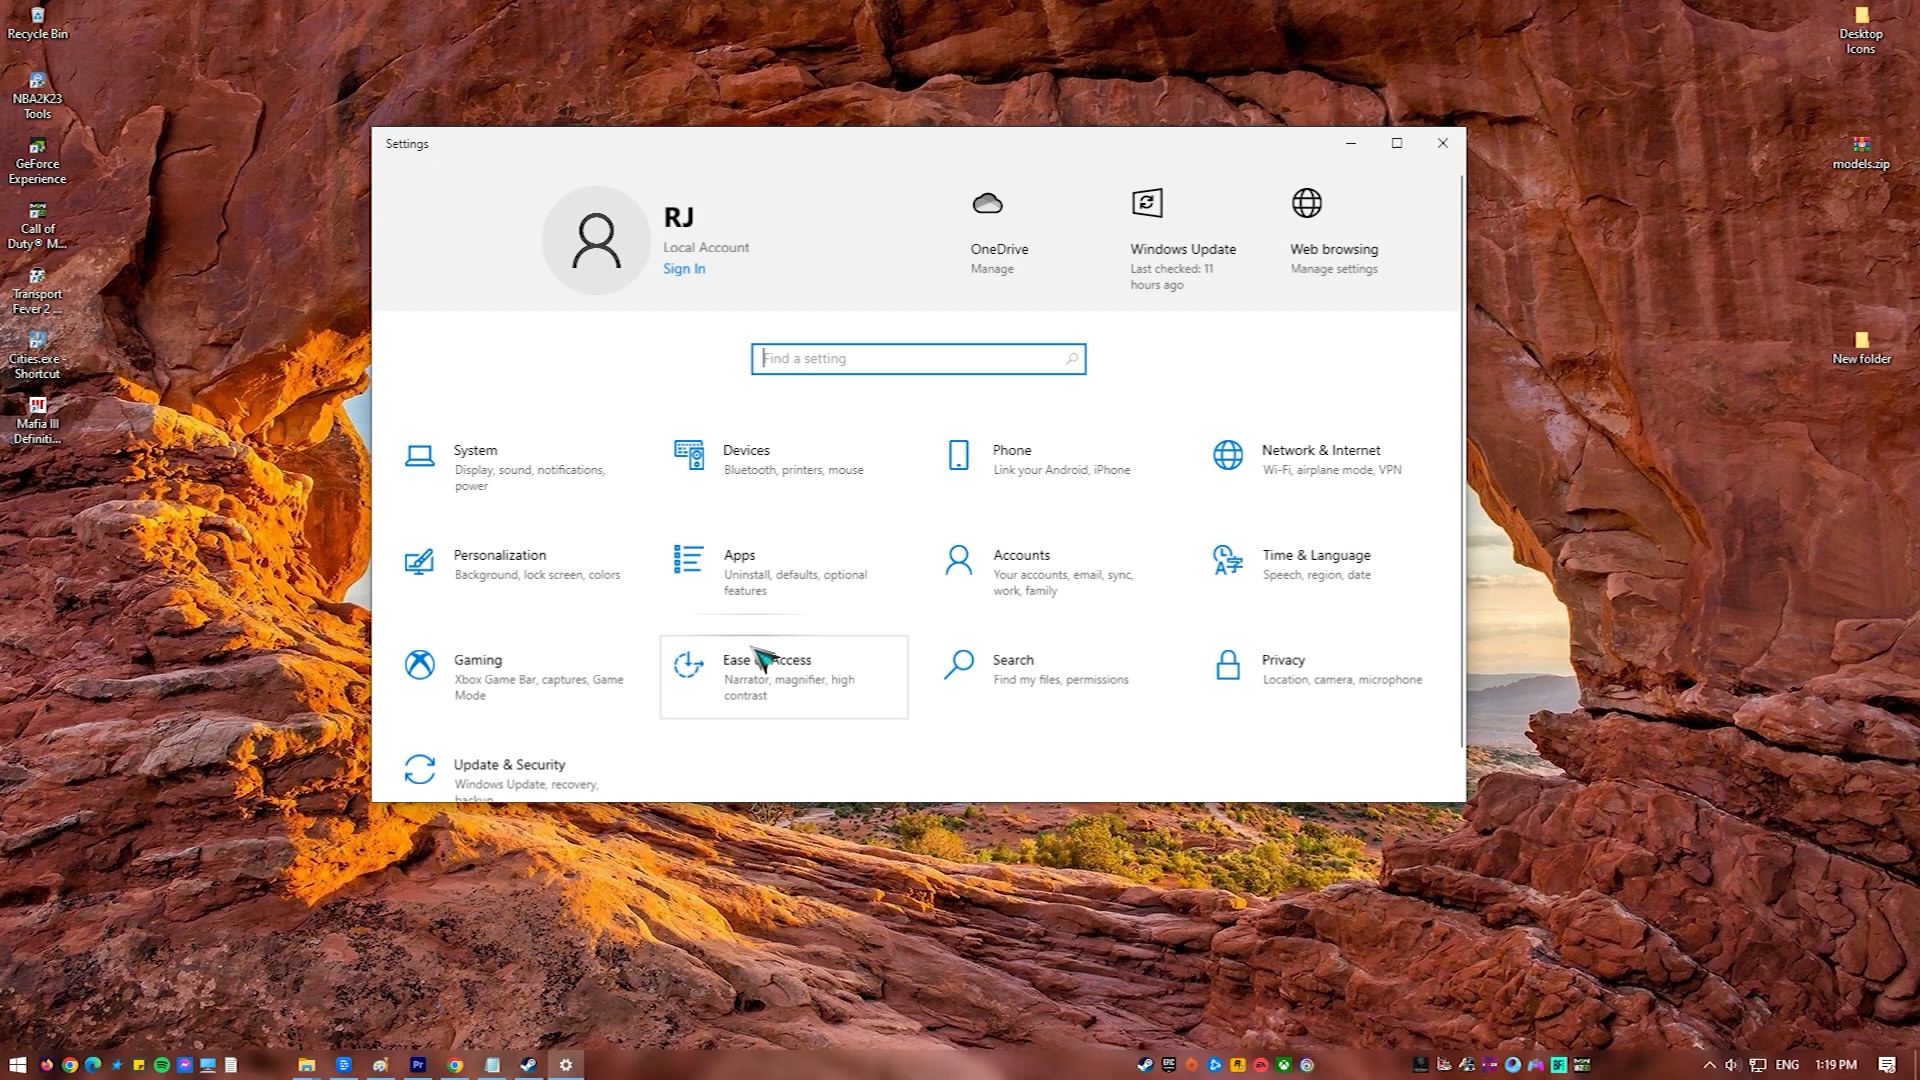 Recycle Bin
NBA2K23
Tools
GeForce
Experience
Call of
Duty® M...
Transport
Fever 2 ...
Cities.exe -
Shortcut
Mafia III
Definiti...
Desktop
Icons
models.zip
New folder
Settings
RJ
Local Account
Sign In
OneDrive
Manage
Windows Update
Last checked: 11
hours ago
Web browsing
Manage settings
Find a setting
System
Display, sound, notifications,
power
Devices
Bluetooth, printers, mouse
Phone
Link your Android, iPhone
Network & Internet
Wi-Fi, airplane mode, VPN
Personalization
Background, lock screen, colors
Apps
Uninstall, defaults, optional
features
Accounts
Your accounts, email, sync,
work, family
Time & Language
Speech, region, date
Gaming
Xbox Game Bar, captures, Game
Mode
Ease Access
Narrator, magnifier, high
contrast
Search
Find my files, permissions
Privacy
Location, camera, microphone
Update & Security
Windows Update, recovery,
backup
Pr
ENG
1:19 PM